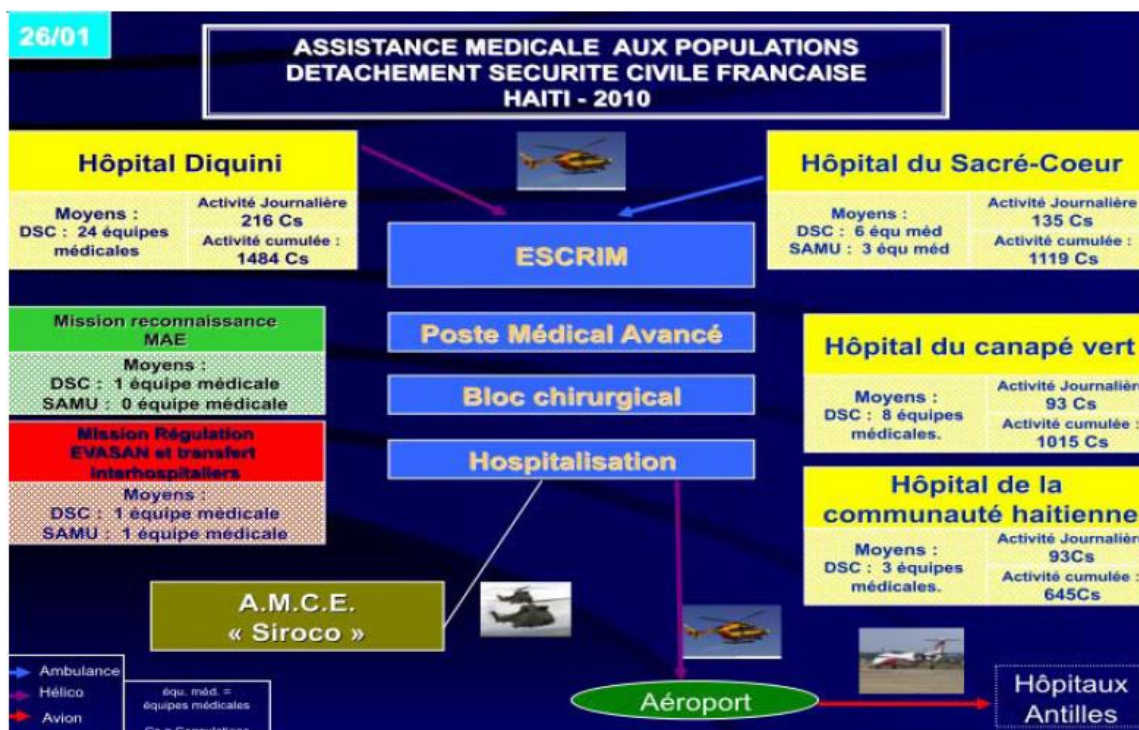 26/01
ASSISTANCE MEDICALE AUX POPULATIONS
DETACHEMENT SECURITE CIVILE FRANCAISE
HAITI - 2010
Hôpital Diquini
Moyens :
DSC : 24 équipes
médicales
Activité Journalière
216 Cs
Activité cumulée :
1484 Cs
Hôpital du Sacré-Coeur
Moyens :
DSC : 6 équ méd
SAMU : 3 équ méd
Activité Journalière
135 Cs
Activité cumulée :
1119 Cs
ESCRIM
Poste Médical Avancé
Bloc chirurgical
Hospitalisation
Mission reconnaissance
MAE
Moyens :
DSC : 1 équipe médicale
SAMU : 0 équipe médicale
Mission Régulation
EVASAN et transfert
interhospitaliers
Moyens :
DSC : 1 équipe médicale
SAMU : 1 équipe médicale
Hôpital du canapé vert
Moyens :
DSC : 8 équipes
médicales.
Activité Journalière
93 Cs
Activité cumulée :
1015 Cs
Hôpital de la
communauté haitienne
Moyens :
DSC : 3 équipes
médicales.
Activité Journalière
93Cs
Activité cumulée :
645Cs
A.M.C.E.
« Siroco »
Aéroport
Hôpitaux
Antilles
Ambulance
Hélico
Avion
équ. méd. =
équipes médicales
Cs = Consultations